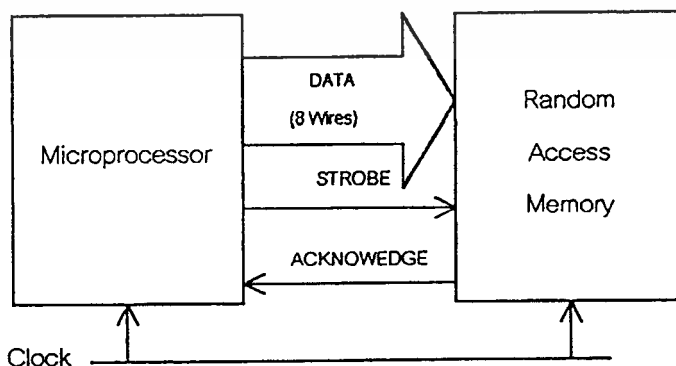 Microprocessor
DATA
(8 Wires)
STROBE
ACKNOWEDGE
Random
Access
Memory
Clock